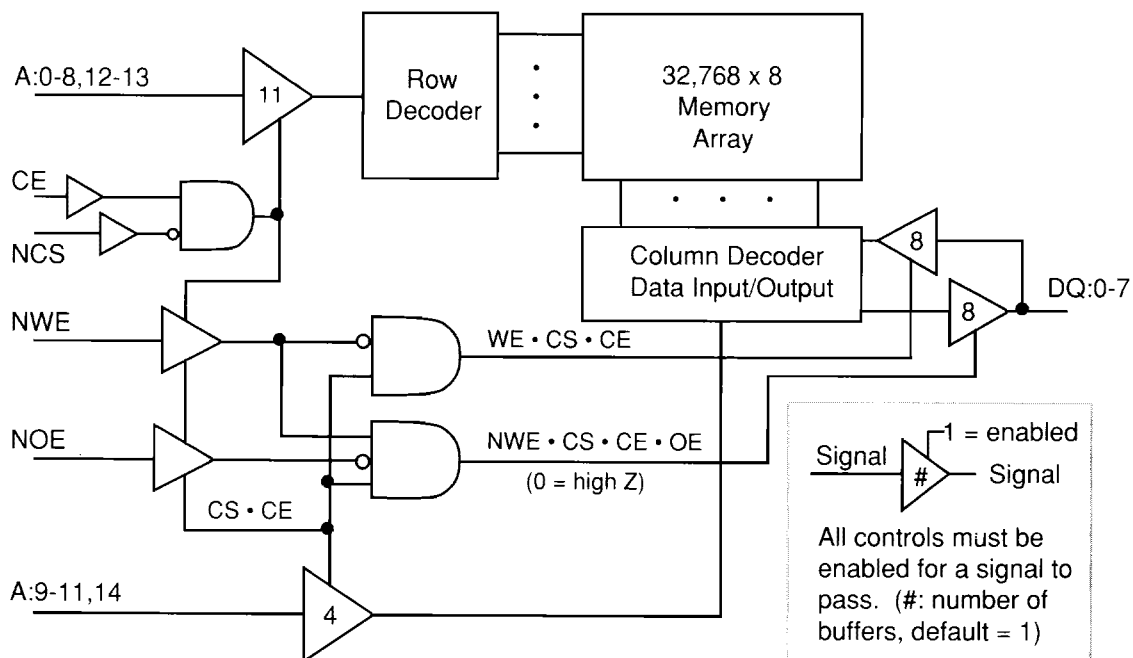 A:0-8,12-13
11
Row
Decoder
32,768 x 8
Memory
Array
CE
NCS
Column Decoder
Data Input/Output
8
8
DQ:0-7
NWE
WE • CS • CE
NOE
NWE • CS • CE • OE
(0 = high Z)
CS • CE
A:9-11,14
4
1 = enabled
Signal
#
Signal
All controls must be
enabled for a signal to
pass. (#: number of
buffers, default = 1)